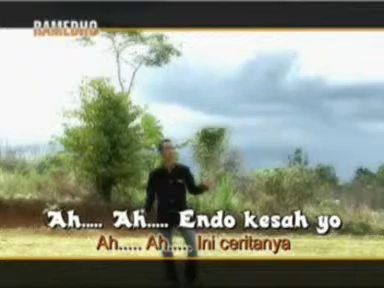 RAMEDHO
Ah..... Ah..... Endo kesah yo
Ah..... Ah..... Ini ceritanya